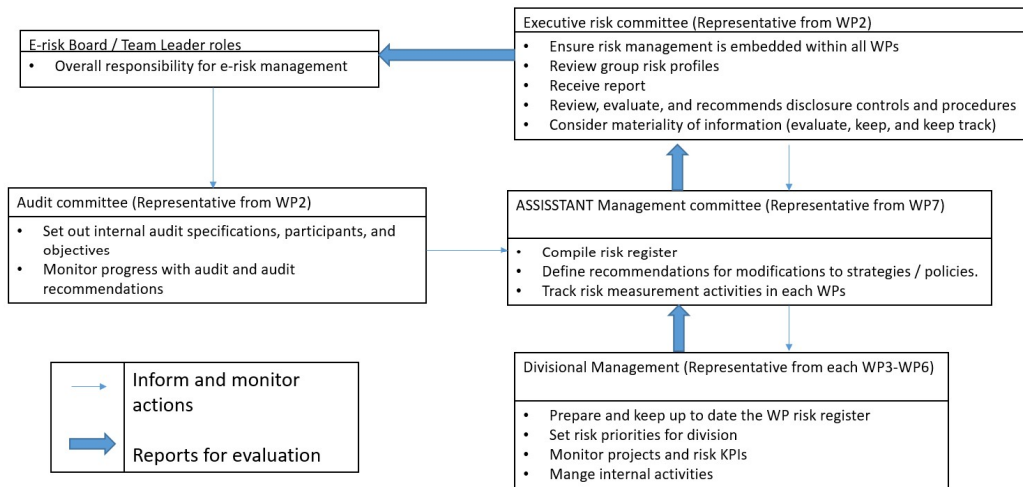 E-risk Board / Team Leader roles
• Overall responsibility for e-risk management
Executive risk committee (Representative from WP2)
• Ensure risk management is embedded within all WPs
• Review group risk profiles
• Receive report
• Review, evaluate, and recommends disclosure controls and procedures
• Consider materiality of information (evaluate, keep, and keep track)
Audit committee (Representative from WP2)
• Set out internal audit specifications, participants, and
objectives
• Monitor progress with audit and audit
recommendations
ASSISSTANT Management committee (Representative from WP7)
• Compile risk register
• Define recommendations for modifications to strategies / policies.
• Track risk measurement activities in each WPs
Inform and monitor
actions
Reports for evaluation
Divisional Management (Representative from each WP3-WP6)
• Prepare and keep up to date the WP risk register
• Set risk priorities for division
• Monitor projects and risk KPIs
• Mange internal activities